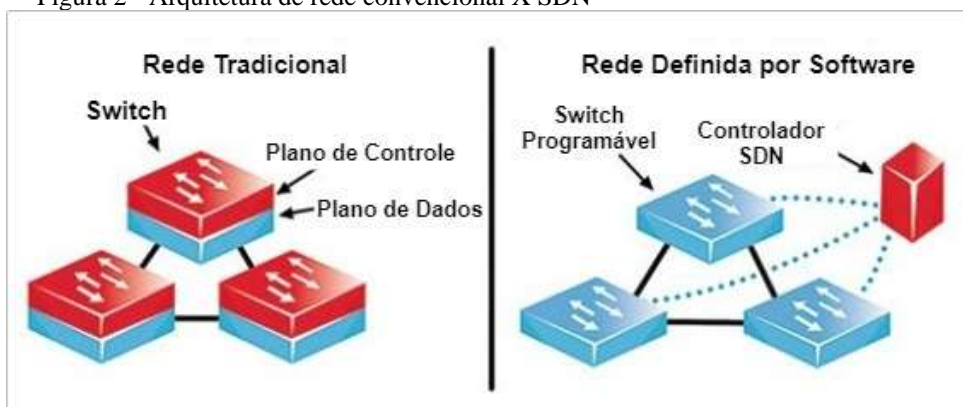 Figura 2 - Arquitetura de rede convencional X SDN
Rede Tradicional
Switch
Plano de Controle
Plano de Dados
Rede Definida por Software
Switch
Programável
Controlador
SDN